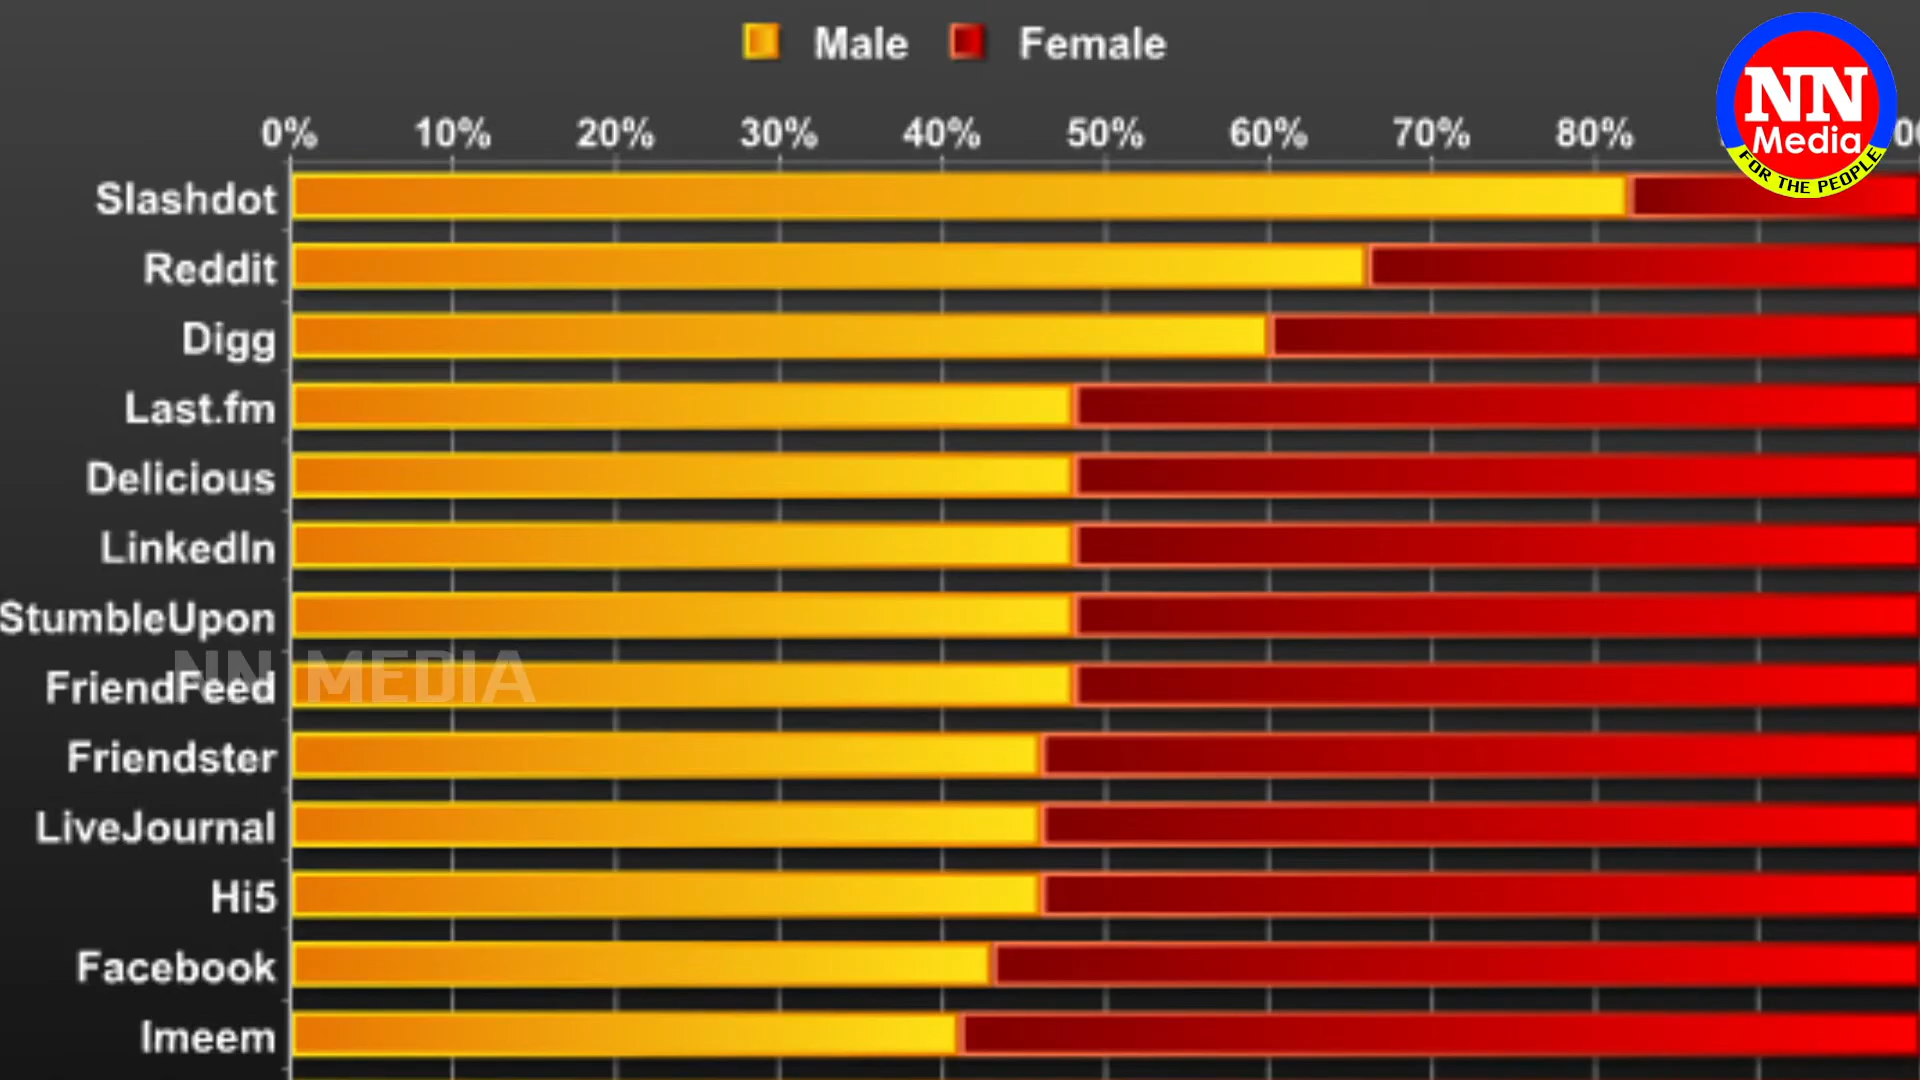 Male Female
0% 10% 20% 30% 40% 50% 60% 70% 80%
NN
Media
FOR THE PEOPLE
Slashdot
Reddit
Digg
Last.fm
Delicious
LinkedIn
StumbleUpon
NN MEDIA
FriendFeed
Friendster
LiveJournal
Hi5
Facebook
Imeem